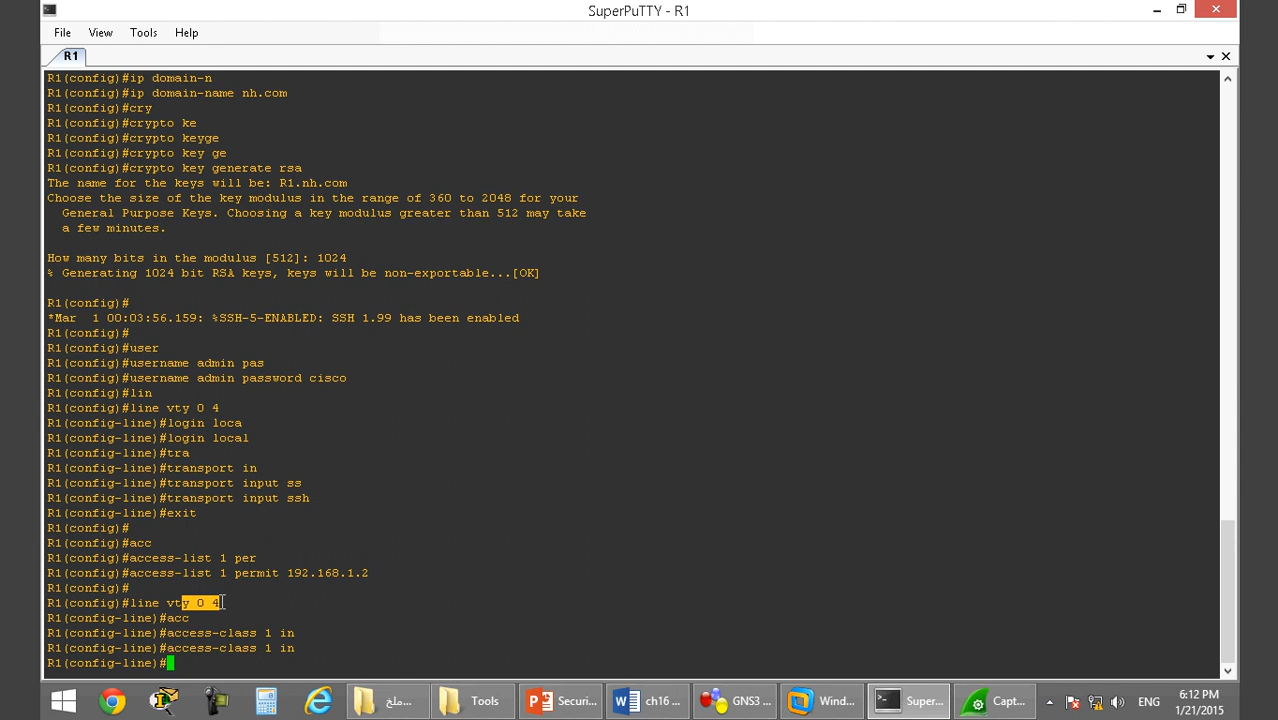 SuperPuTTY - R1
File View Tools Help
R1
R1(config)#ip domain-n
R1(config)#ip domain-name nh.com
R1(config)#cry
R1(config)#crypto ke
R1(config)#crypto keyge
R1(config)#crypto key ge
R1(config)#crypto key generate rsa
The name for the keys will be: R1.nh.com
Choose the size of the key modulus in the range of 360 to 2048 for your
General Purpose Keys. Choosing a key modulus greater than 512 may take
a few minutes.
How many bits in the modulus [512]: 1024
% Generating 1024 bit RSA keys, keys will be non-exportable...[OK]
R1(config)#
*Mar 1 00:03:56.159: %SSH-5-ENABLED: SSH 1.99 has been enabled
R1(config)#
R1(config)#user
R1(config)#username admin pas
R1(config)#username admin password cisco
R1(config)#lin
R1(config)#line vty 0 4
R1(config-line)#login loca
R1(config-line)#login local
R1(config-line)#tra
R1(config-line)#transport in
R1(config-line)#transport input ss
R1(config-line)#transport input ssh
R1(config-line)#exit
R1(config)#
R1(config)#acc
R1(config)#access-list 1 per
R1(config)#access-list 1 permit 192.168.1.2
R1(config)#
R1(config)#line vty 0 4
R1(config-line)#acc
R1(config-line)#access-class 1 in
R1(config-line)#access-class 1 in
R1(config-line)#
ملخ... Tools Securi... ch16 ... GNS3 ... Wind... Super... Capt... ENG 6:12 PM
1/21/2015